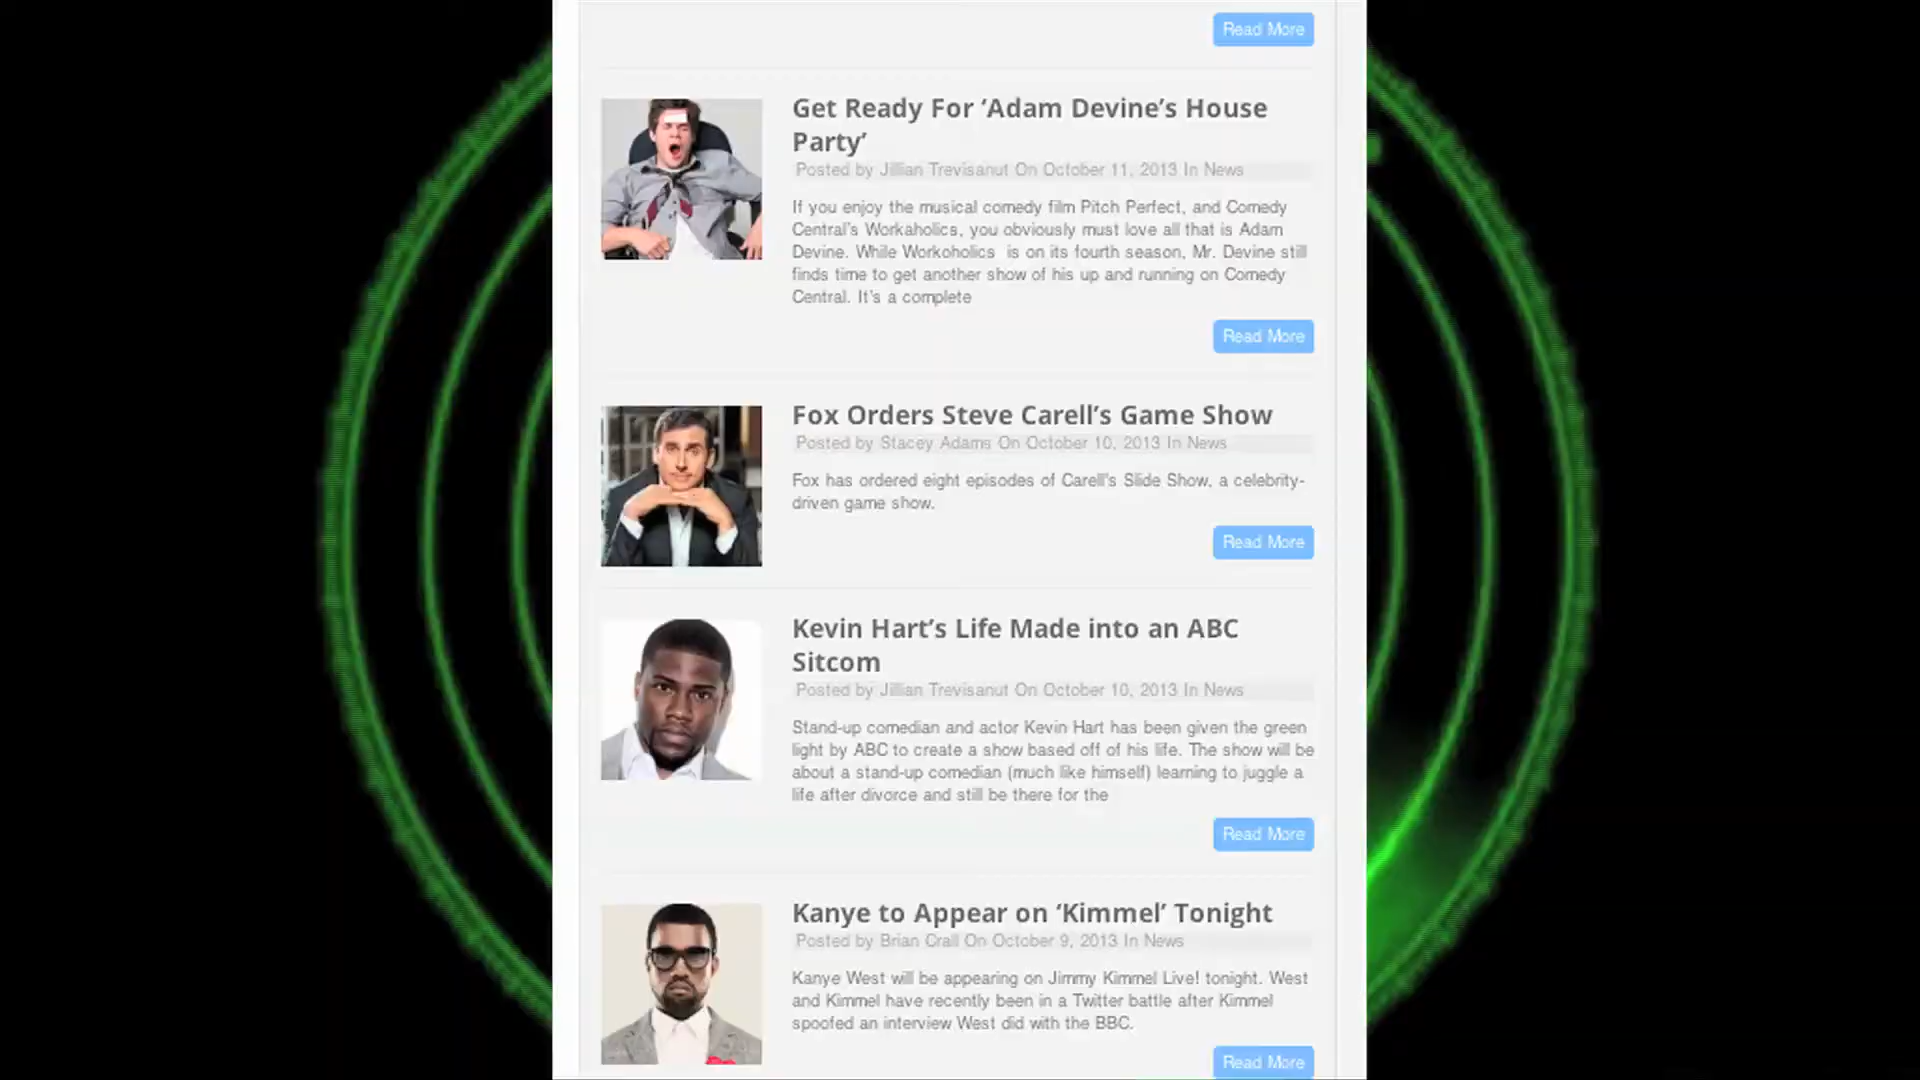 Read More
Get Ready For ‘Adam Devine’s House
Party’
Posted by Jillian Trevisanut On October 11, 2013 In News
If you enjoy the musical comedy film Pitch Perfect, and Comedy
Central's Workaholics, you obviously must love all that is Adam
Devine. While Workoholics is on its fourth season, Mr. Devine still
finds time to get another show of his up and running on Comedy
Central. It's a complete
Read More
Fox Orders Steve Carell’s Game Show
Posted by Stacey Adams On October 10, 2013 In News
Fox has ordered eight episodes of Carell's Slide Show, a celebrity-
driven game show.
Read More
Kevin Hart’s Life Made into an ABC
Sitcom
Posted by Jillian Trevisanut On October 10, 2013 In News
Stand-up comedian and actor Kevin Hart has been given the green
light by ABC to create a show based off of his life. The show will be
about a stand-up comedian (much like himself) learning to juggle a
life after divorce and still be there for the
Read More
Kanye to Appear on ‘Kimmel’ Tonight
Posted by Brian Crall On October 9, 2013 In News
Kanye West will be appearing on Jimmy Kimmel Live! tonight. West
and Kimmel have recently been in a Twitter battle after Kimmel
spoofed an interview West did with the BBC.
Read More